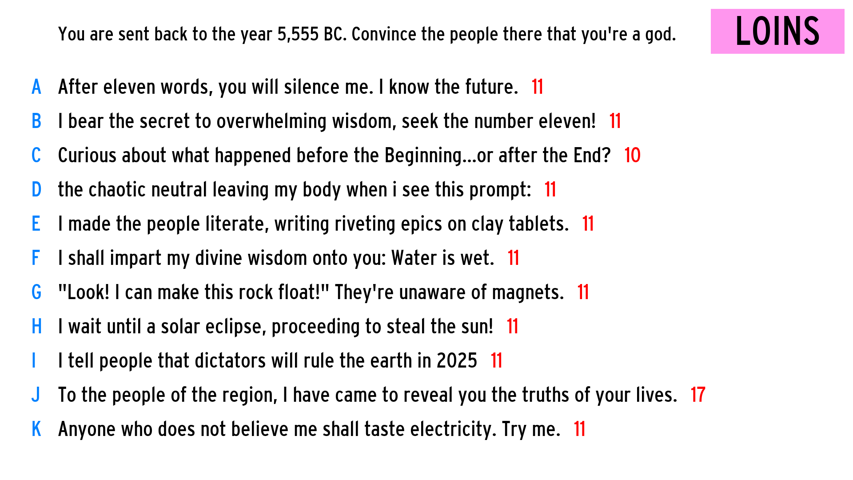 You are sent back to the year 5,555 BC. Convince the people there that you're a god.
LOINS
A After eleven words, you will silence me. I know the future. 11
B I bear the secret to overwhelming wisdom, seek the number eleven! 11
C Curious about what happened before the Beginning...or after the End? 10
D the chaotic neutral leaving my body when i see this prompt: 11
E I made the people literate, writing riveting epics on clay tablets. 11
F I shall impart my divine wisdom onto you: Water is wet. 11
G "Look! I can make this rock float!" They're unaware of magnets. 11
H I wait until a solar eclipse, proceeding to steal the sun! 11
I I tell people that dictators will rule the earth in 2025 11
J To the people of the region, I have came to reveal you the truths of your lives. 17
K Anyone who does not believe me shall taste electricity. Try me. 11